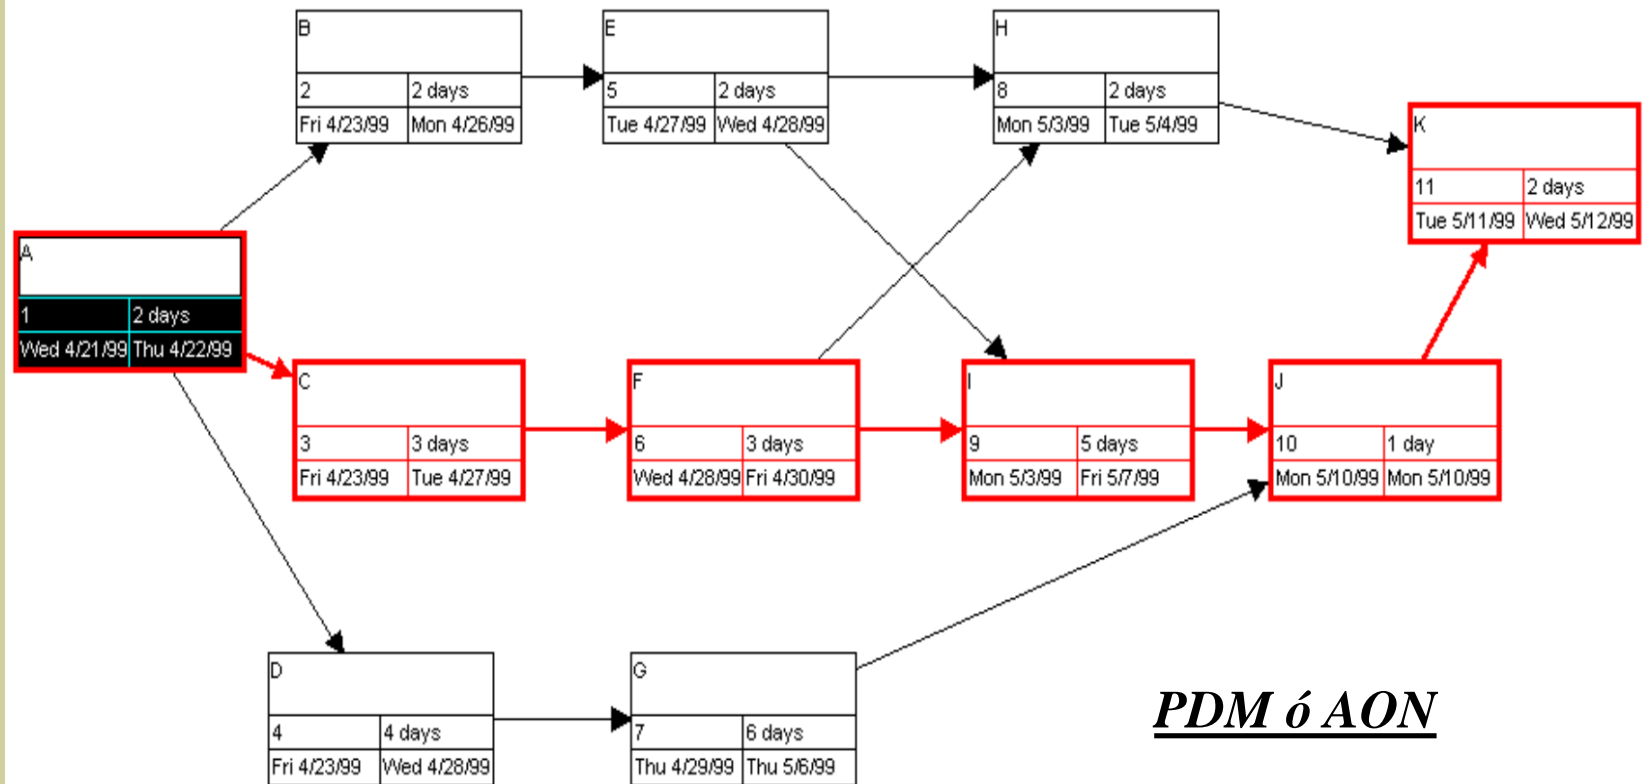 B
2 2 days
Fri 4/23/99 Mon 4/26/99
E
5 2 days
Tue 4/27/99 Wed 4/28/99
H
8 2 days
Mon 5/3/99 Tue 5/4/99
K
11 2 days
Tue 5/11/99 Wed 5/12/99
A
1 2 days
Wed 4/21/99 Thu 4/22/99
C
3 3 days
Fri 4/23/99 Tue 4/27/99
F
6 3 days
Wed 4/28/99 Fri 4/30/99
I
9 5 days
Mon 5/3/99 Fri 5/7/99
J
10 1 day
Mon 5/10/99 Mon 5/10/99
D
4 4 days
Fri 4/23/99 Wed 4/28/99
G
7 6 days
Thu 4/29/99 Thu 5/6/99
PDM ó AON